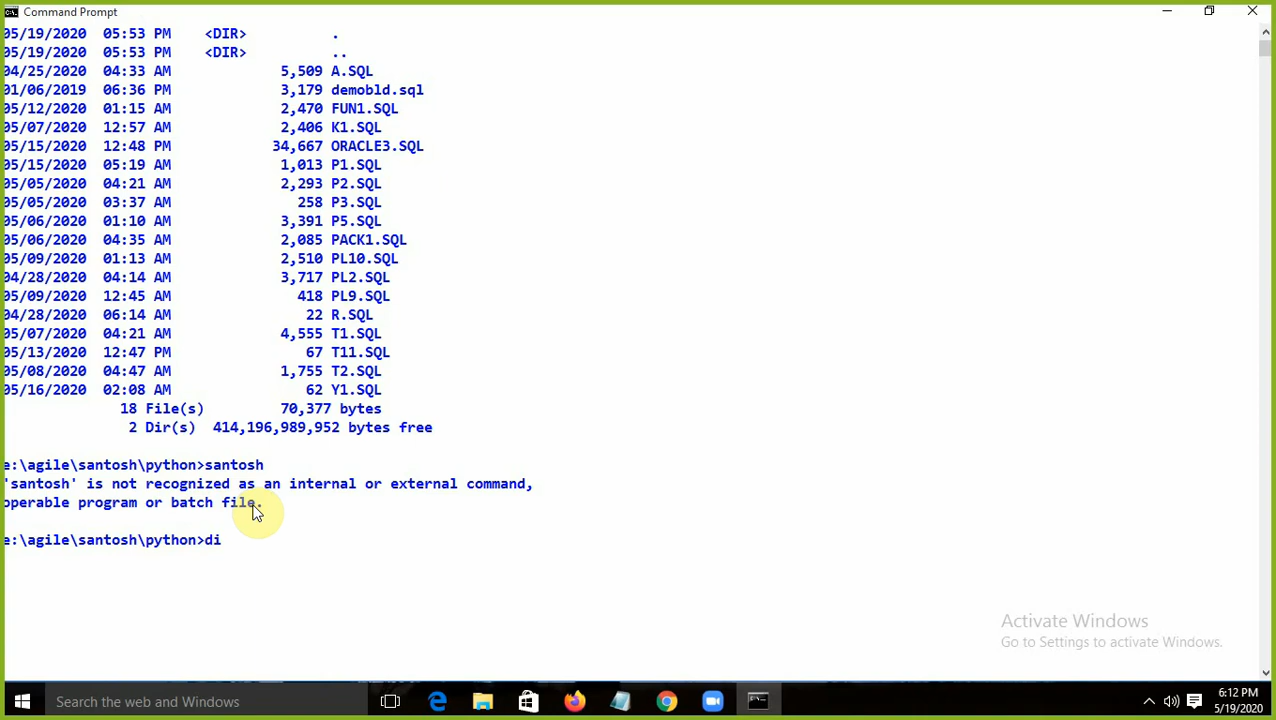 Command Prompt
05/19/2020 05:53 PM <DIR> .
05/19/2020 05:53 PM <DIR> ..
04/25/2020 04:33 AM 5,509 A.SQL
01/06/2019 06:36 PM 3,179 demobld.sql
05/12/2020 01:15 AM 2,470 FUN1.SQL
05/07/2020 12:57 AM 2,406 K1.SQL
05/15/2020 12:48 PM 34,667 ORACLE3.SQL
05/15/2020 05:19 AM 1,013 P1.SQL
05/05/2020 04:21 AM 2,293 P2.SQL
05/05/2020 03:37 AM 258 P3.SQL
05/06/2020 01:10 AM 3,391 P5.SQL
05/06/2020 04:35 AM 2,085 PACK1.SQL
05/09/2020 01:13 AM 2,510 PL10.SQL
04/28/2020 04:14 AM 3,717 PL2.SQL
05/09/2020 12:45 AM 418 PL9.SQL
04/28/2020 06:14 AM 22 R.SQL
05/07/2020 04:21 AM 4,555 T1.SQL
05/13/2020 12:47 PM 67 T11.SQL
05/08/2020 04:47 AM 1,755 T2.SQL
05/16/2020 02:08 AM 62 Y1.SQL
18 File(s) 70,377 bytes
2 Dir(s) 414,196,989,952 bytes free
e:\agile\santosh\python>santosh
'santosh' is not recognized as an internal or external command,
operable program or batch file.
e:\agile\santosh\python>di
Activate Windows
Go to Settings to activate Windows.
Search the web and Windows
6:12 PM
5/19/2020